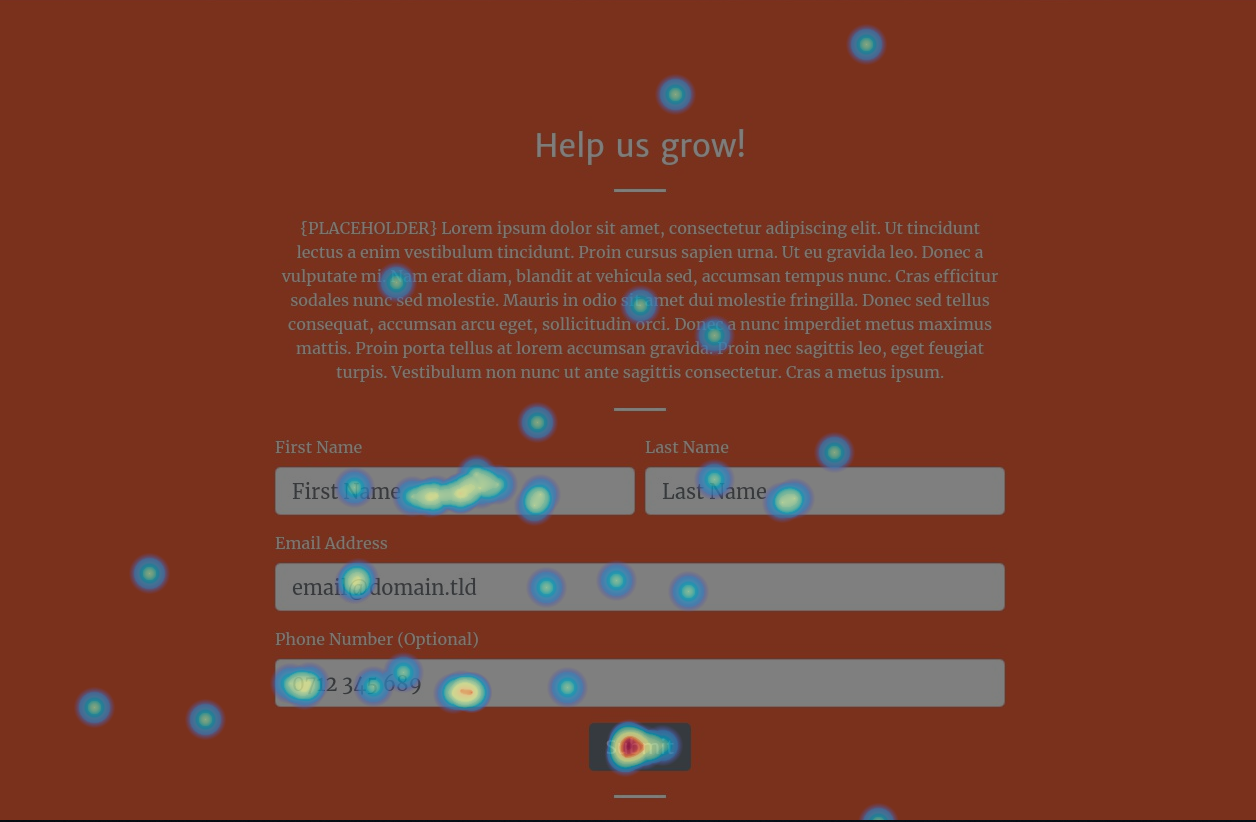 Help us grow!
{PLACEHOLDER} Lorem ipsum dolor sit amet, consectetur adipiscing elit. Ut tincidunt
lectus a enim vestibulum tincidunt. Proin cursus sapien urna. Ut eu gravida leo. Donec a
vulputate mi. Nam erat diam, blandit at vehicula sed, accumsan tempus nunc. Cras efficitur
sodales nunc sed molestie. Mauris in odio sit amet dui molestie fringilla. Donec sed tellus
consequat, accumsan arcu eget, sollicitudin orci. Donec a nunc imperdiet metus maximus
mattis. Proin porta tellus at lorem accumsan gravida. Proin nec sagittis leo, eget feugiat
turpis. Vestibulum non nunc ut ante sagittis consectetur. Cras a metus ipsum.
First Name
Last Name
First Name
Last Name
Email Address
email@domain.tld
Phone Number (Optional)
0712 345 689
Submit